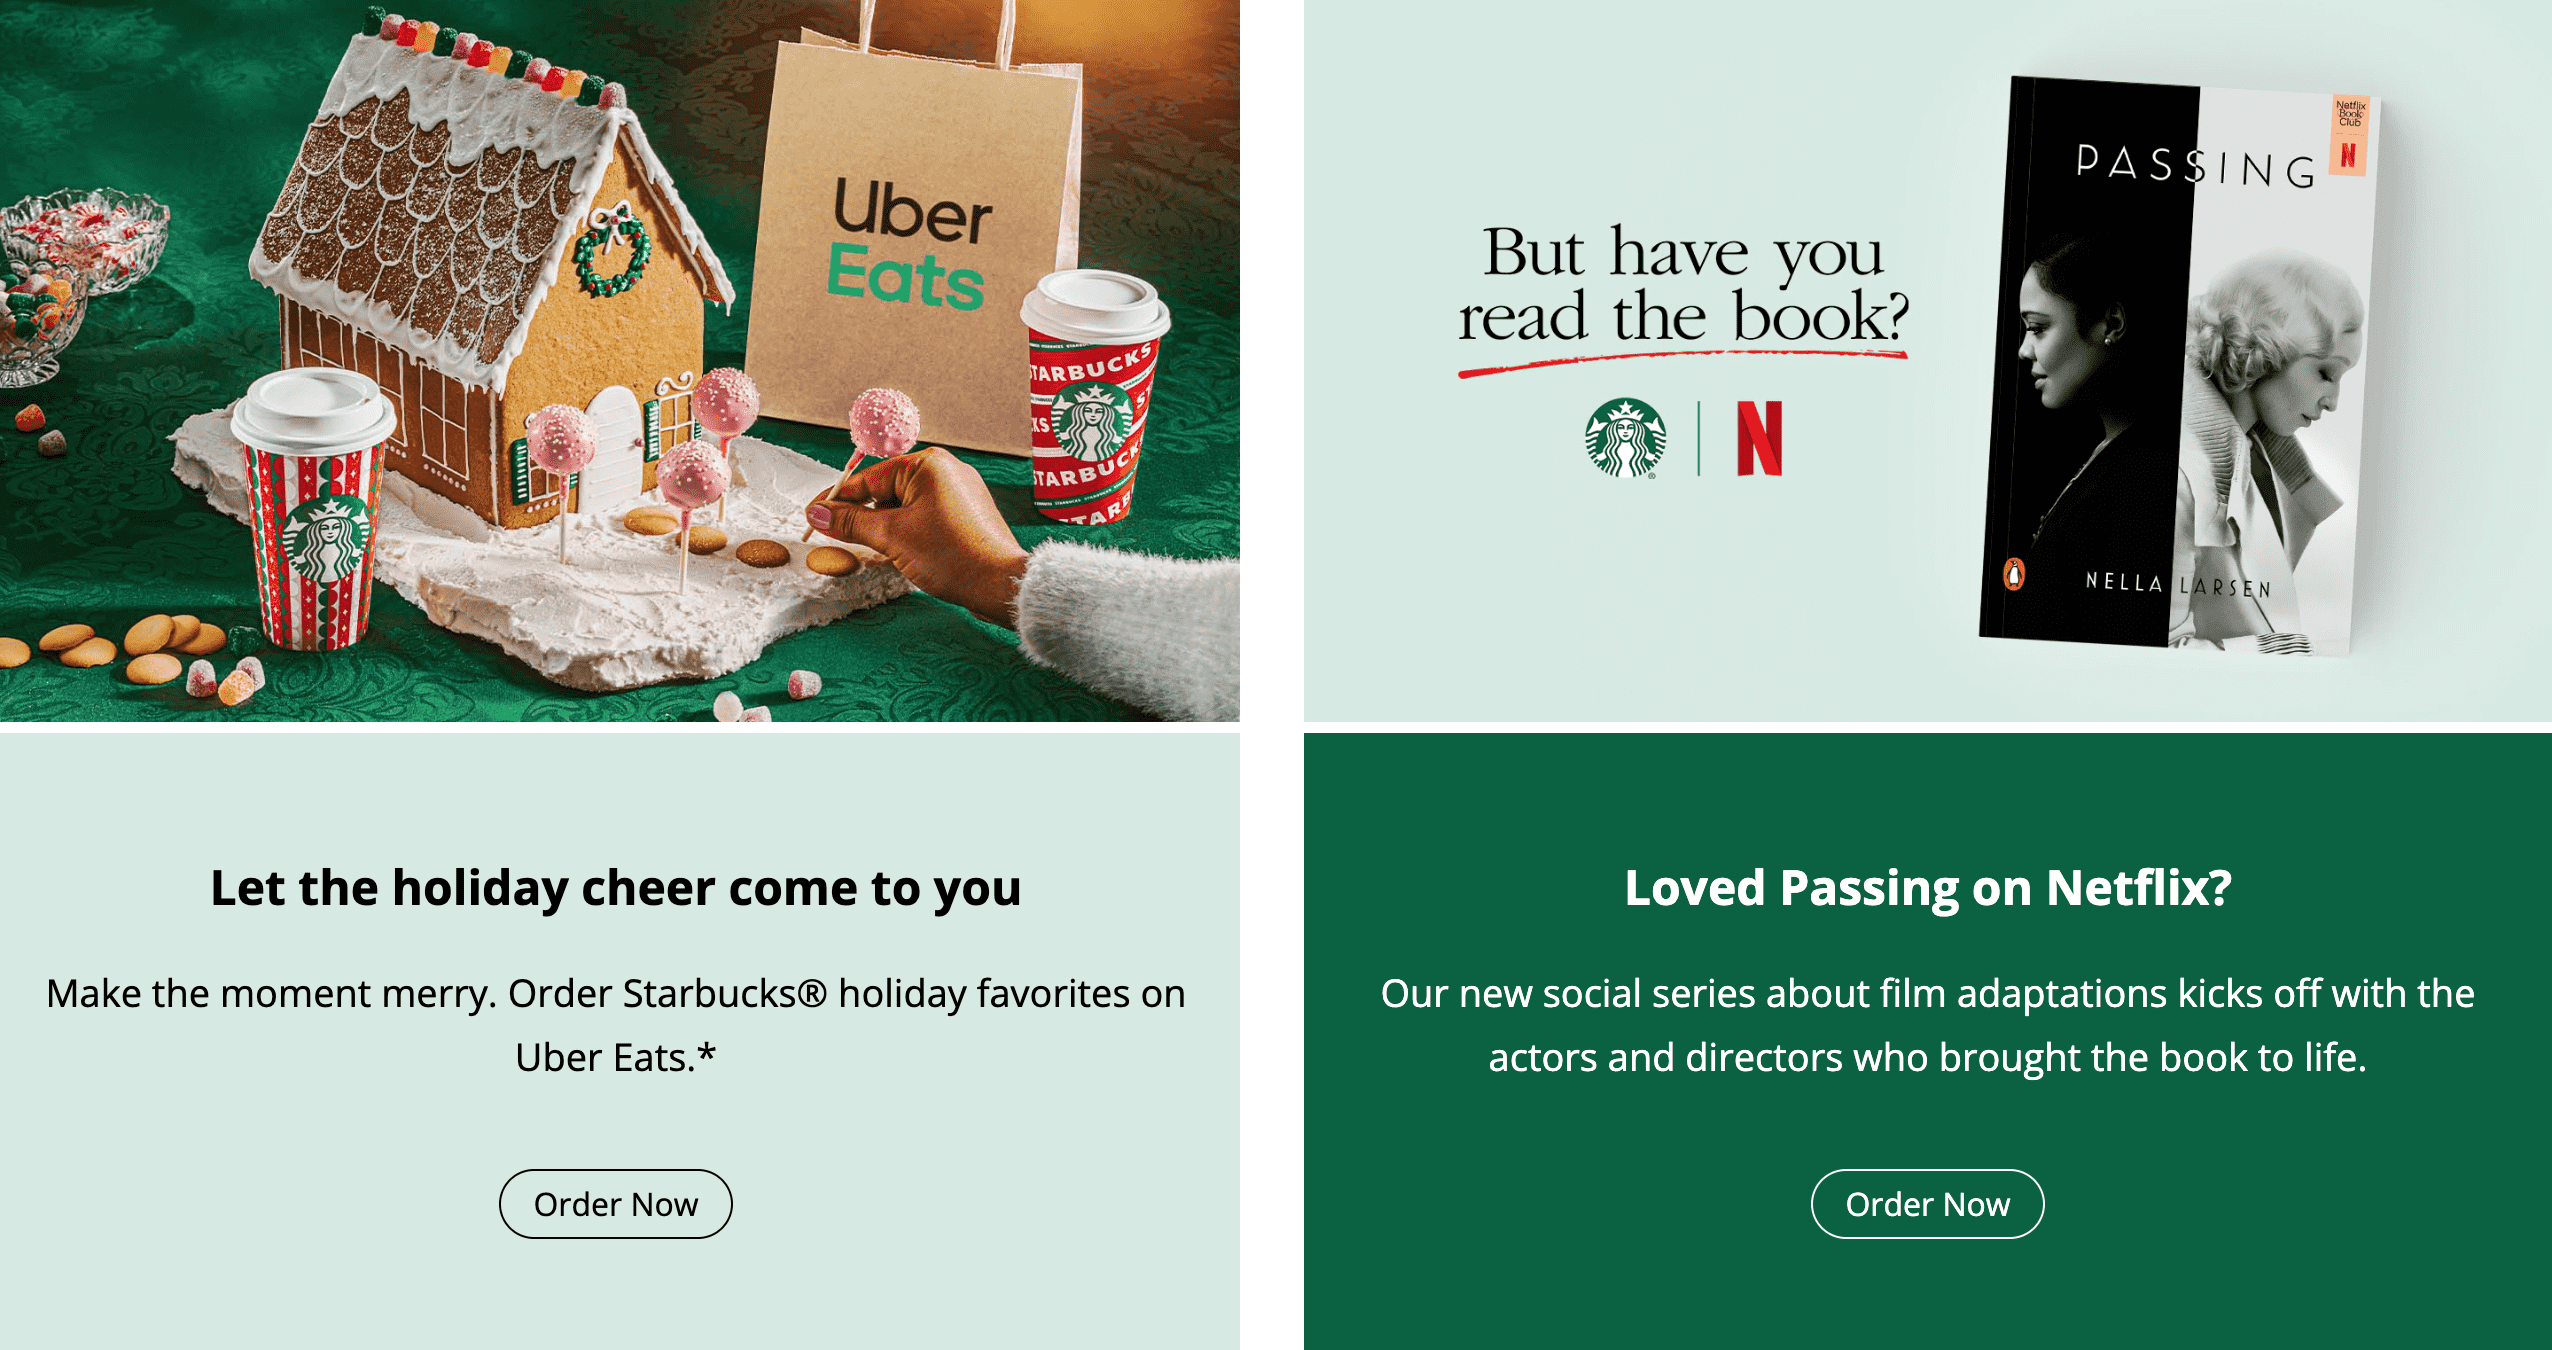 Uber
Eats
STARBUCKS
STARBUCKS
But have you
read the book?
Netflix
Book
Club
N
PASSING
NELLA LARSEN
Let the holiday cheer come to you
Make the moment merry. Order Starbucks® holiday favorites on
Uber Eats.*
Order Now
Loved Passing on Netflix?
Our new social series about film adaptations kicks off with the
actors and directors who brought the book to life.
Order Now